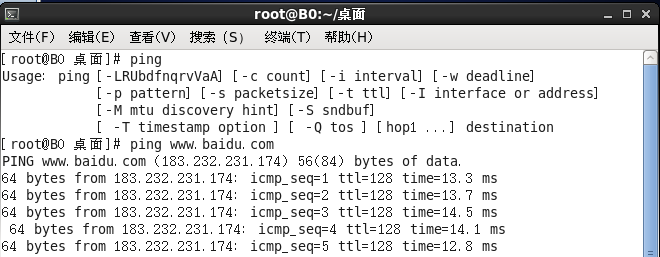 root@B0:~/桌面
文件(F) 编辑(E) 查看(V) 搜索(S) 终端(T) 帮助(H)
[root@B0 桌面]# ping
Usage: ping [-LRUbdfnqrvVaA] [-c count] [-i interval] [-w deadline]
[-p pattern] [-s packetsize] [-t ttl] [-I interface or address]
[-M mtu discovery hint] [-S sndbuf]
[ -T timestamp option ] [ -Q tos ] [hop1 ...] destination
[root@B0 桌面]# ping www.baidu.com
PING www.baidu.com (183.232.231.174) 56(84) bytes of data.
64 bytes from 183.232.231.174: icmp_seq=1 ttl=128 time=13.3 ms
64 bytes from 183.232.231.174: icmp_seq=2 ttl=128 time=13.7 ms
64 bytes from 183.232.231.174: icmp_seq=3 ttl=128 time=14.5 ms
64 bytes from 183.232.231.174: icmp_seq=4 ttl=128 time=14.1 ms
64 bytes from 183.232.231.174: icmp_seq=5 ttl=128 time=12.8 ms